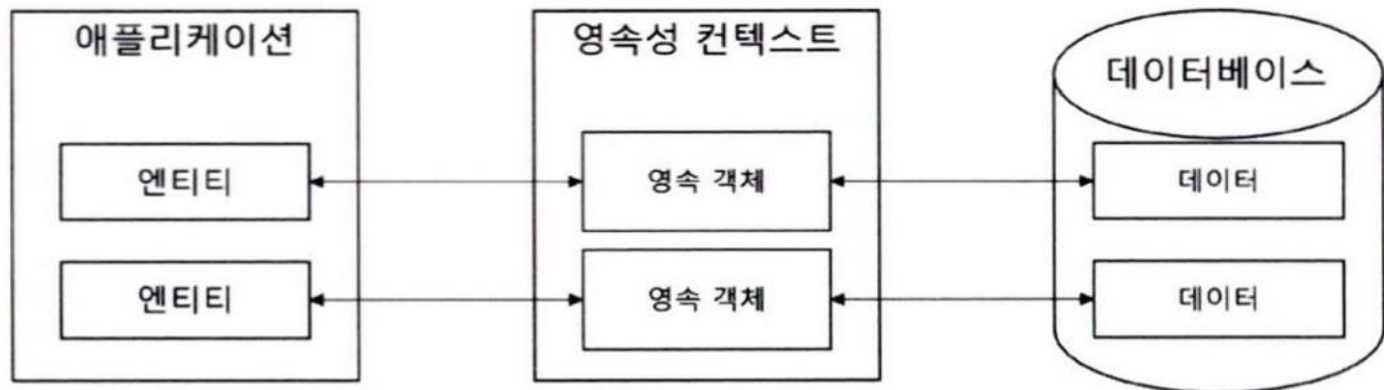 애플리케이션
영속성 컨텍스트
데이터베이스
엔티티
영속 객체
데이터
엔티티
영속 객체
데이터